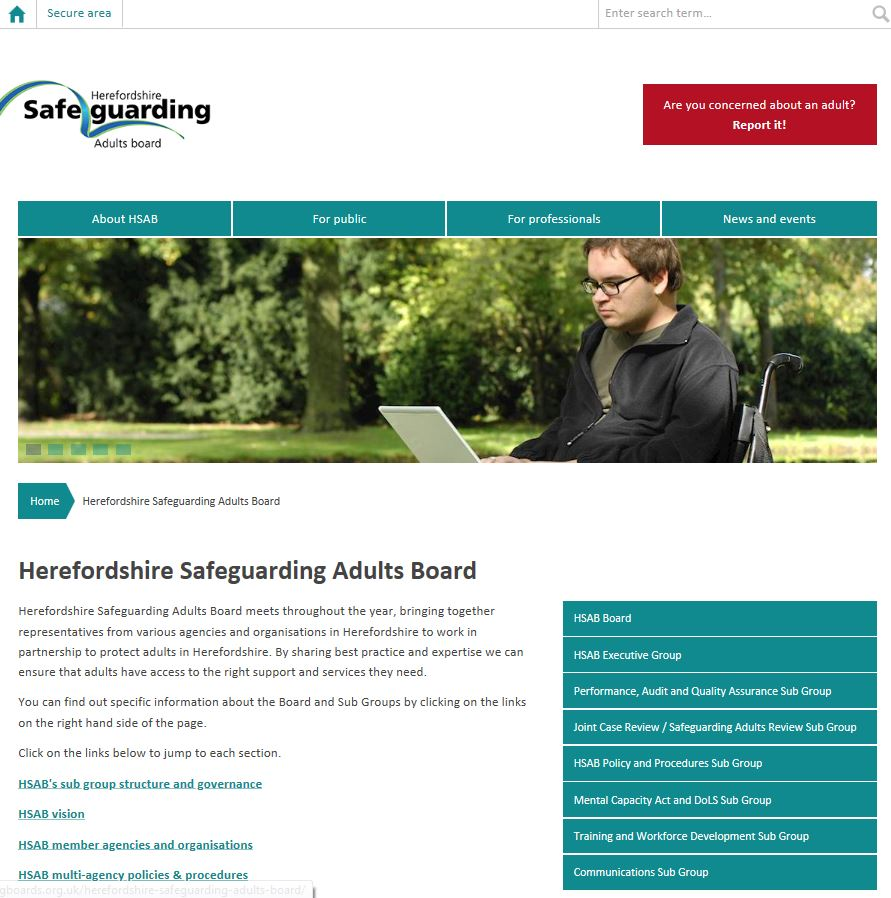 Secure area
Enter search term...
Herefordshire
Safeguarding
Adults board
Are you concerned about an adult?
Report it!
About HSAB
For public
For professionals
News and events
Home
Herefordshire Safeguarding Adults Board
Herefordshire Safeguarding Adults Board
Herefordshire Safeguarding Adults Board meets throughout the year, bringing together
representatives from various agencies and organisations in Herefordshire to work in
partnership to protect adults in Herefordshire. By sharing best practice and expertise we can
ensure that adults have access to the right support and services they need.
You can find out specific information about the Board and Sub Groups by clicking on the links
on the right hand side of the page.
Click on the links below to jump to each section.
HSAB's sub group structure and governance
HSAB vision
HSAB member agencies and organisations
HSAB multi-agency policies & procedures
gboards.org.uk/herefordshire-safeguarding-adults-board/
HSAB Board
HSAB Executive Group
Performance, Audit and Quality Assurance Sub Group
Joint Case Review / Safeguarding Adults Review Sub Group
HSAB Policy and Procedures Sub Group
Mental Capacity Act and DoLS Sub Group
Training and Workforce Development Sub Group
Communications Sub Group